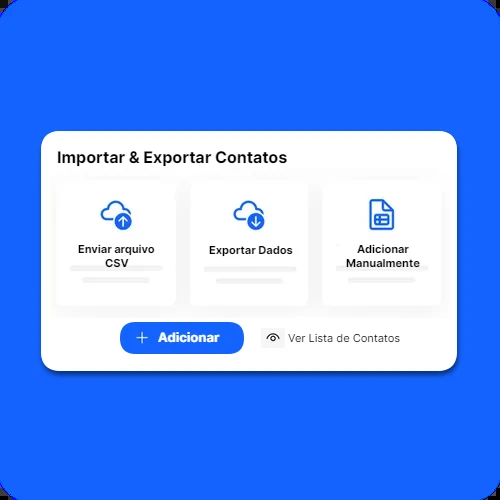 Importar & Exportar Contatos
Enviar arquivo
CSV
Exportar Dados
Adicionar
Manualmente
Adicionar
Ver Lista de Contatos